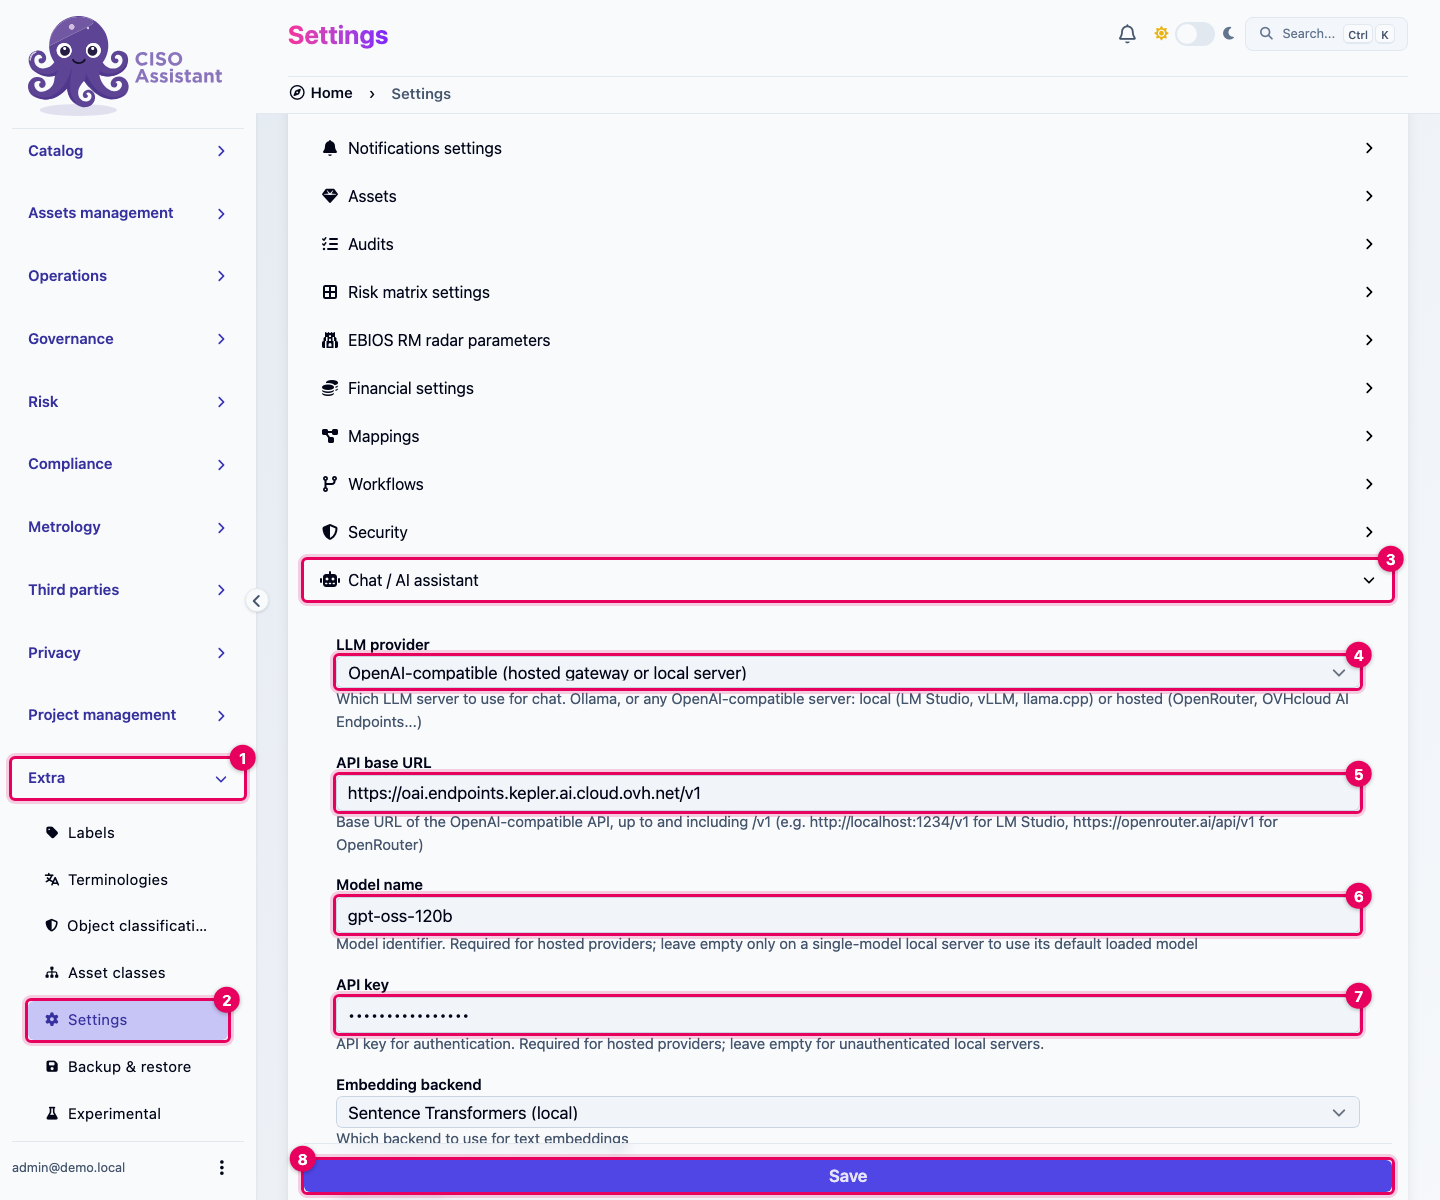 CISO
Assistant
Catalog
Assets management
Operations
Governance
Risk
Compliance
Metrology
Third parties
Privacy
Project management
1
Extra
Labels
Terminologies
Object classificati...
Asset classes
2
Settings
Backup & restore
Experimental
admin@demo.local
Settings
Search... Ctrl K
Home › Settings
Notifications settings
Assets
Audits
Risk matrix settings
EBIOS RM radar parameters
Financial settings
Mappings
Workflows
Security
3
Chat / AI assistant
LLM provider
4
OpenAI-compatible (hosted gateway or local server)
Which LLM server to use for chat. Ollama, or any OpenAI-compatible server: local (LM Studio, vLLM, llama.cpp) or hosted (OpenRouter, OVHcloud AI
Endpoints...)
API base URL
5
https://oai.endpoints.kepler.ai.cloud.ovh.net/v1
Base URL of the OpenAI-compatible API, up to and including /v1 (e.g. http://localhost:1234/v1 for LM Studio, https://openrouter.ai/api/v1 for
OpenRouter)
Model name
6
gpt-oss-120b
Model identifier. Required for hosted providers; leave empty only on a single-model local server to use its default loaded model
API key
7
••••••••••••••••
API key for authentication. Required for hosted providers; leave empty for unauthenticated local servers.
Embedding backend
Sentence Transformers (local)
Which backend to use for text embeddings
8
Save